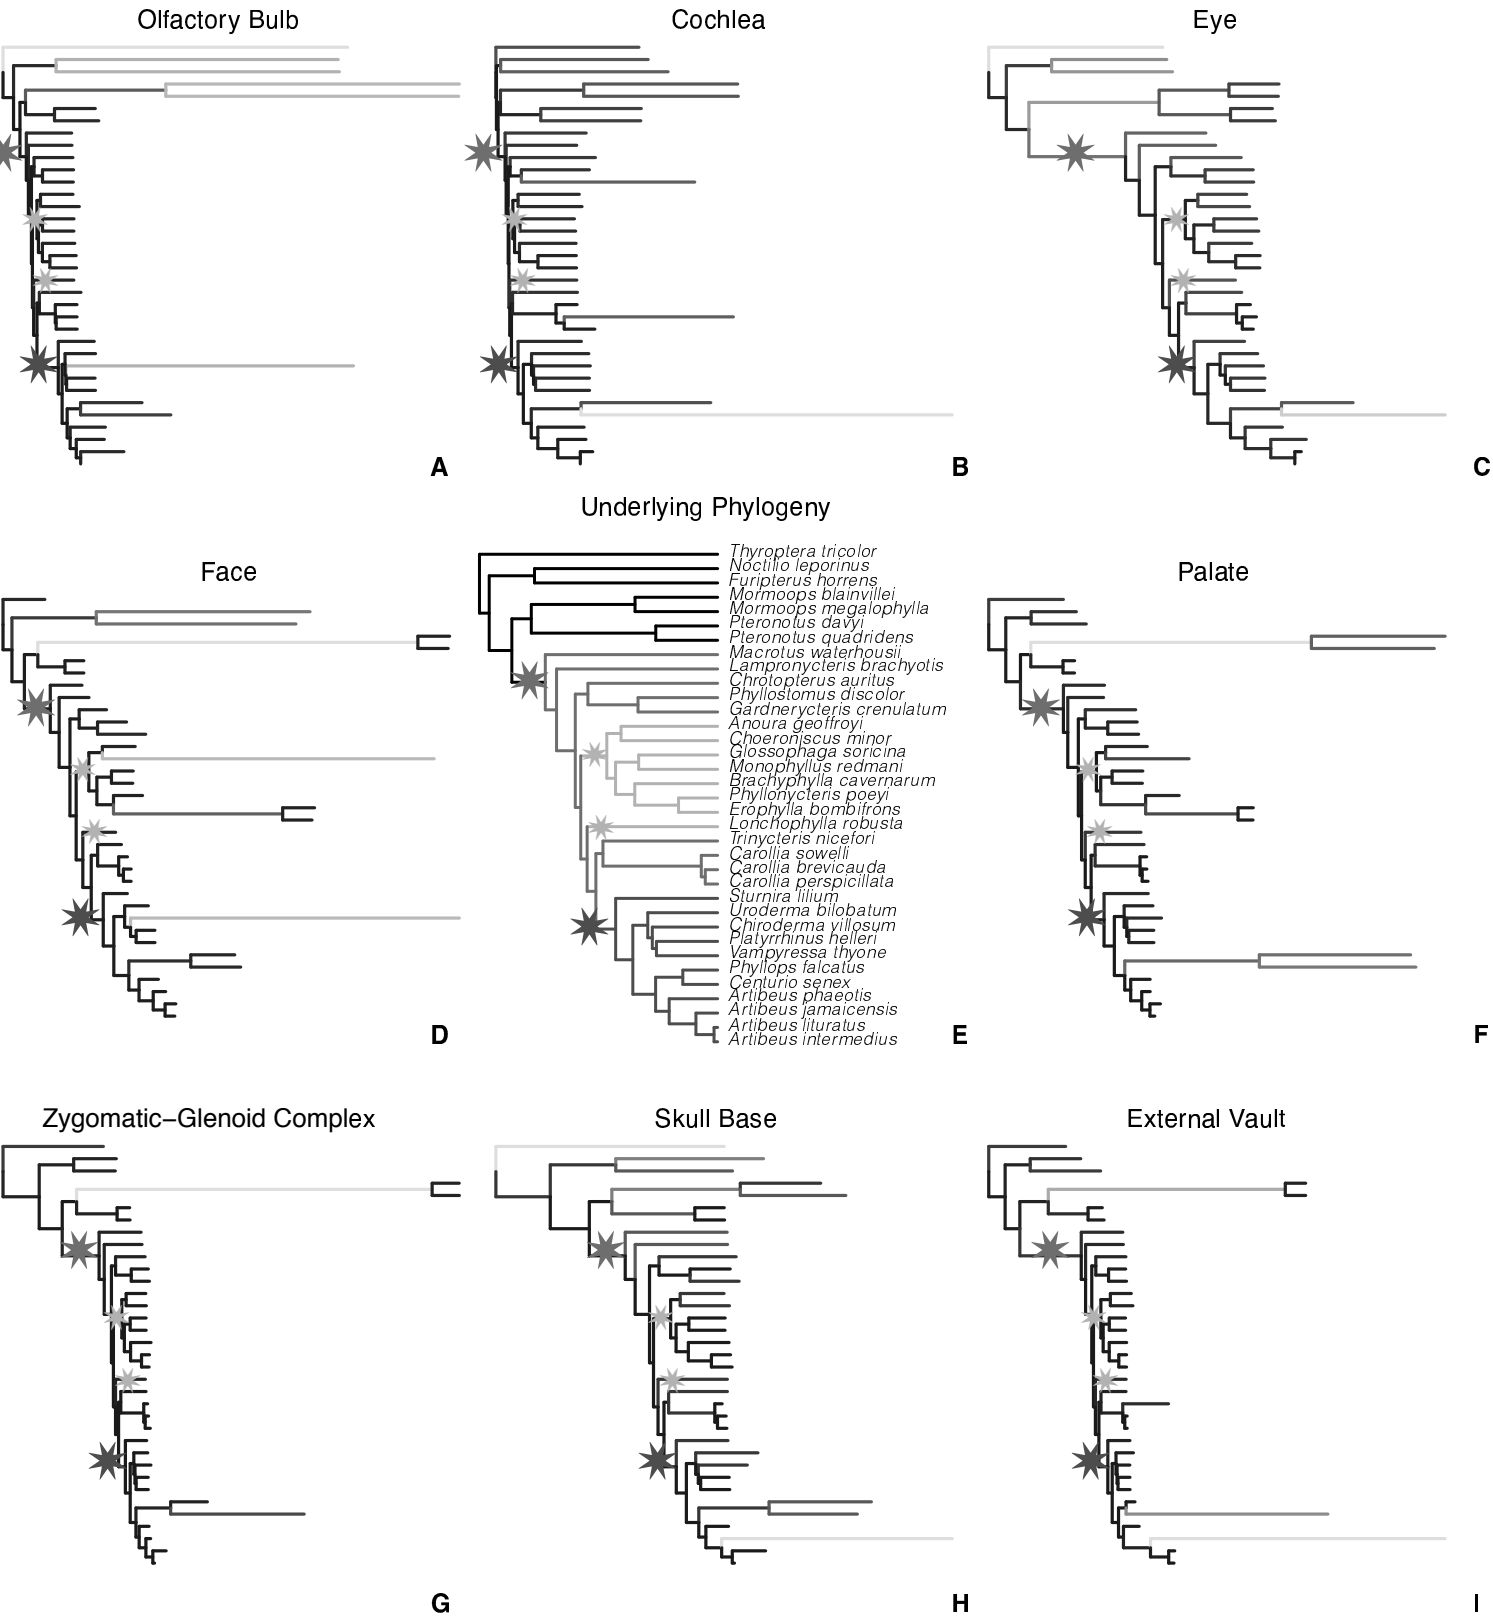 Olfactory Bulb
Cochlea
Eye
A
B
C
Underlying Phylogeny
Face
Palate
Thyroptera tricolor
Noctilio leporinus
Furipterus horrens
Mormoops blainvillei
Mormoops megalophylla
Pteronotus davyi
Pteronotus quadridens
Macrotus waterhousii
Lampronycteris brachyotis
Chrotopterus auritus
Phyllostomus discolor
Gardnerycteris crenulatum
Anoura geoffroyi
Choeroniscus minor
Glossophaga soricina
Monophyllus redmani
Brachyphylla cavernarum
Phyllonycteris poeyi
Erophylla bombifrons
Lonchophylla robusta
Trinycteris nicefori
Carollia sowelli
Carollia brevicauda
Carollia perspicillata
Sturnira lilium
Uroderma bilobatum
Chiroderma villosum
Platyrrhinus helleri
Vampyressa thyone
Phyllops falcatus
Centurio senex
Artibeus phaeotis
Artibeus jamaicensis
Artibeus lituratus
Artibeus intermedius
D
E
F
Zygomatic–Glenoid Complex
Skull Base
External Vault
G
H
I